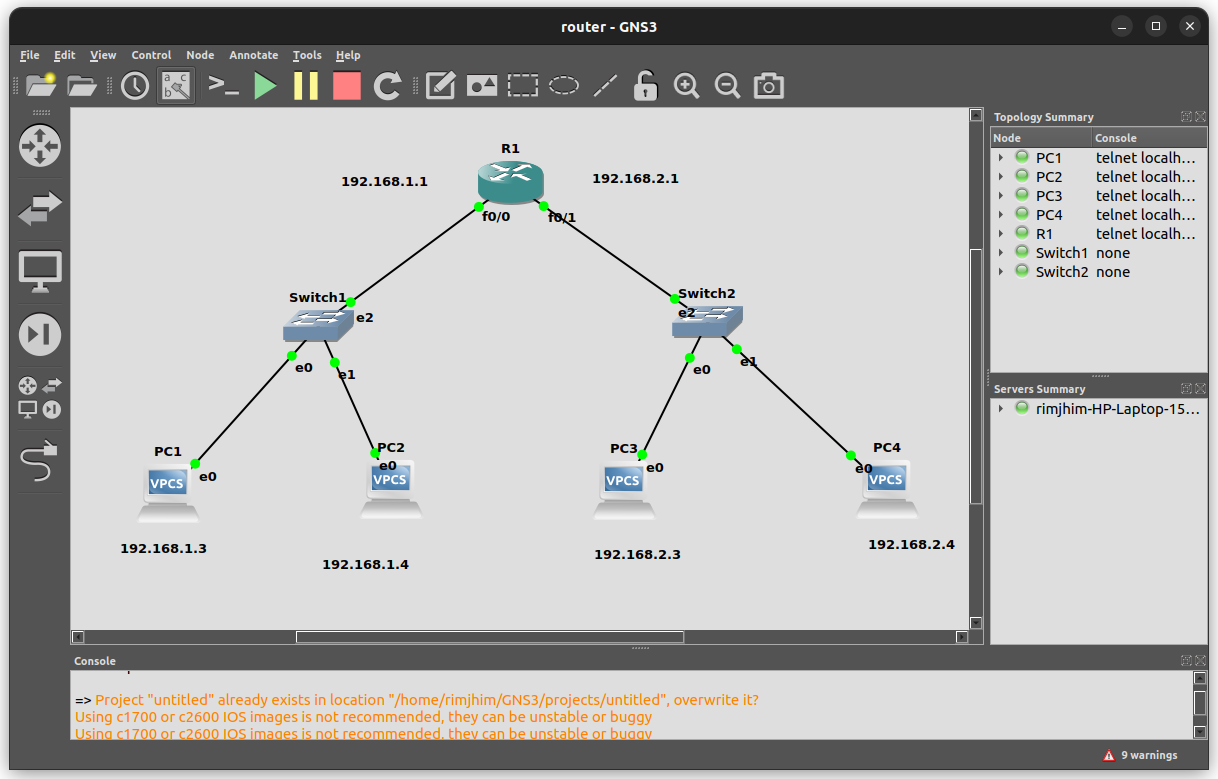 router - GNS3
File Edit View Control Node Annotate Tools Help
Topology Summary
Node Console
PC1 telnet localh...
PC2 telnet localh...
PC3 telnet localh...
PC4 telnet localh...
R1 telnet localh...
Switch1 none
Switch2 none
Servers Summary
rimjhim-HP-Laptop-15...
R1
192.168.1.1
192.168.2.1
f0/0
f0/1
Switch1
e2
e0
e1
Switch2
e2
e0
e1
PC1
e0
VPCS
192.168.1.3
PC2
e0
VPCS
192.168.1.4
PC3
e0
VPCS
192.168.2.3
PC4
e0
VPCS
192.168.2.4
Console
=> Project "untitled" already exists in location "/home/rimjhim/GNS3/projects/untitled", overwrite it?
Using c1700 or c2600 IOS images is not recommended, they can be unstable or buggy
Using c1700 or c2600 IOS images is not recommended, they can be unstable or buggy
9 warnings